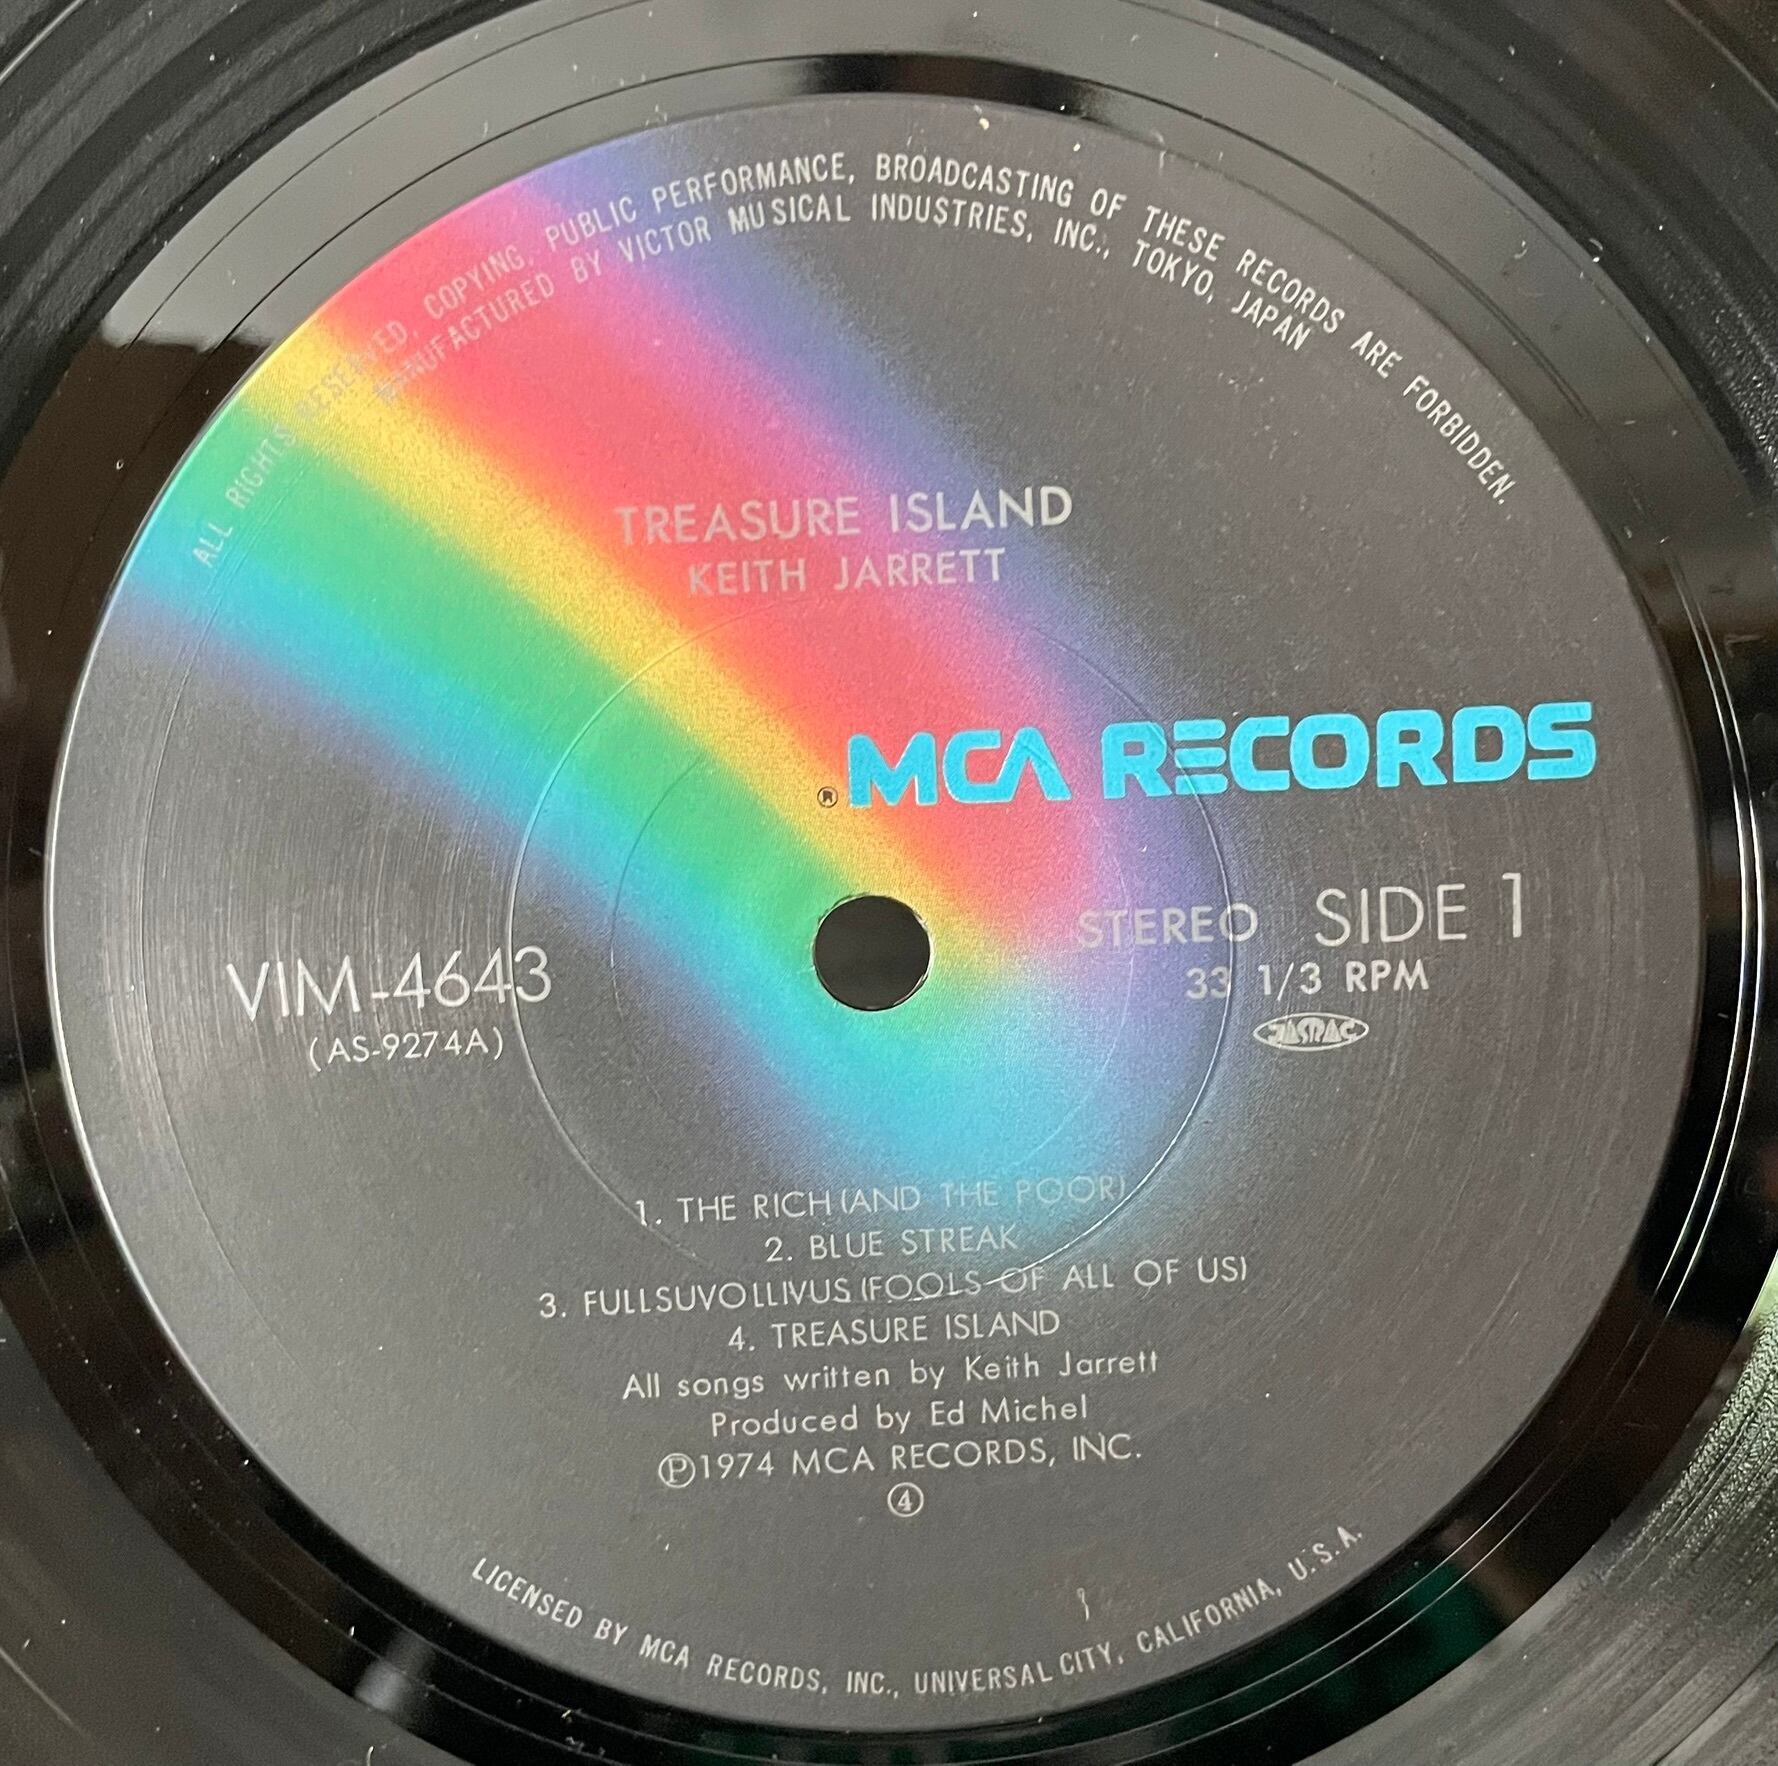 ALL RIGHTS RESERVED, COPYING, PUBLIC PERFORMANCE, BROADCASTING OF THESE RECORDS ARE FORBIDDEN.
MANUFACTURED BY VICTOR MUSICAL INDUSTRIES, INC., TOKYO, JAPAN
TREASURE ISLAND
KEITH JARRETT
® MCA RECORDS
STEREO SIDE 1
33 1/3 RPM
JASRAC
VIM-4643
(AS-9274A)
1. THE RICH (AND THE POOR)
2. BLUE STREAK
3. FULLSUVOLLIVUS (FOOLS OF ALL OF US)
4. TREASURE ISLAND
All songs written by Keith Jarrett
Produced by Ed Michel
℗1974 MCA RECORDS, INC.
④
LICENSED BY MCA RECORDS, INC., UNIVERSAL CITY, CALIFORNIA, U.S.A.